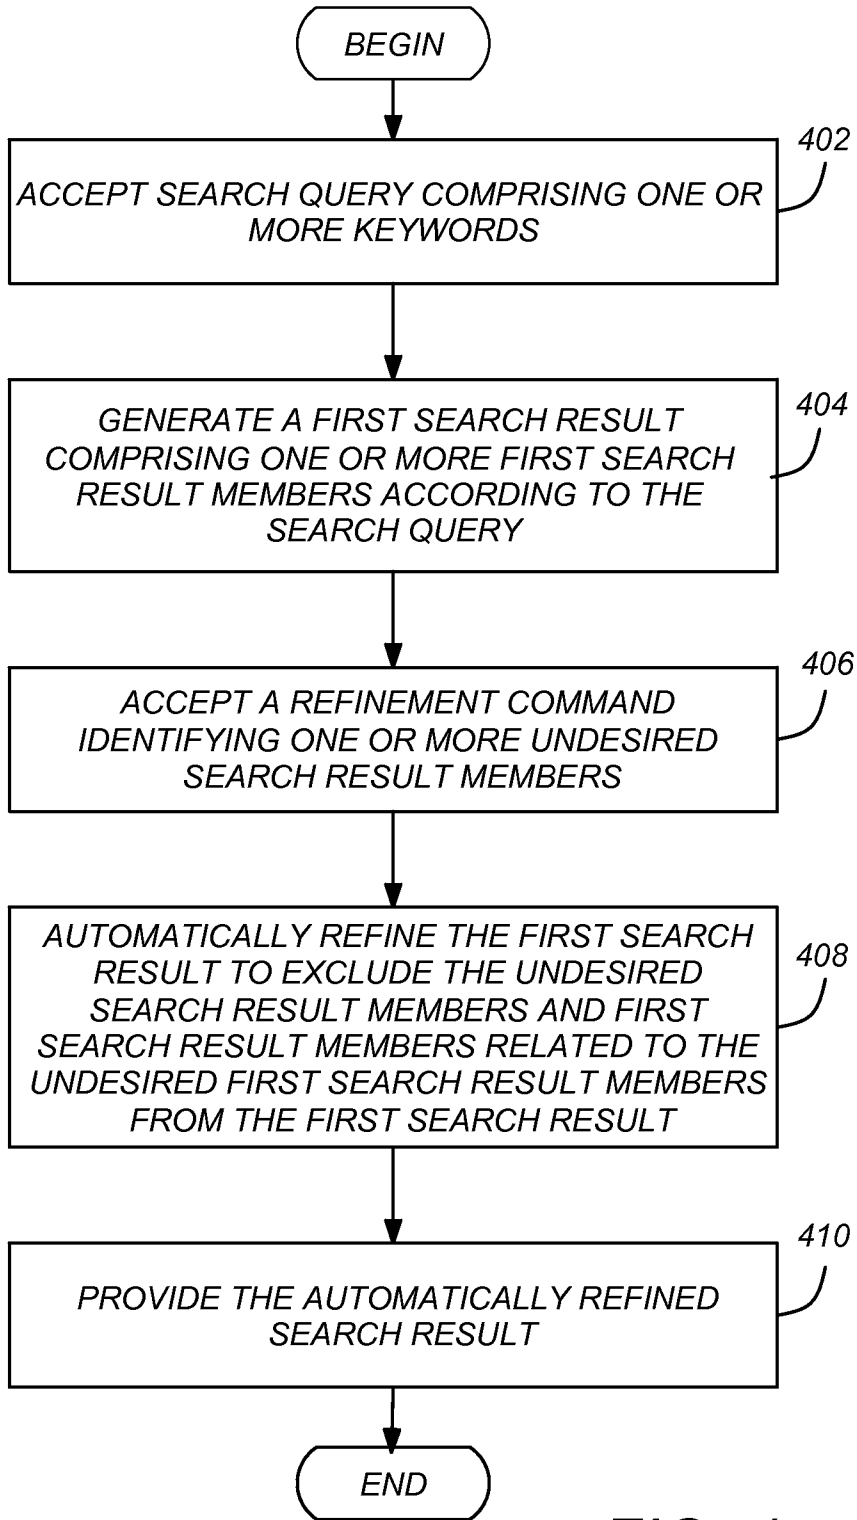 BEGIN
402
ACCEPT SEARCH QUERY COMPRISING ONE OR
MORE KEYWORDS
404
GENERATE A FIRST SEARCH RESULT
COMPRISING ONE OR MORE FIRST SEARCH
RESULT MEMBERS ACCORDING TO THE
SEARCH QUERY
406
ACCEPT A REFINEMENT COMMAND
IDENTIFYING ONE OR MORE UNDESIRED
SEARCH RESULT MEMBERS
408
AUTOMATICALLY REFINE THE FIRST SEARCH
RESULT TO EXCLUDE THE UNDESIRED
SEARCH RESULT MEMBERS AND FIRST
SEARCH RESULT MEMBERS RELATED TO THE
UNDESIRED FIRST SEARCH RESULT MEMBERS
FROM THE FIRST SEARCH RESULT
410
PROVIDE THE AUTOMATICALLY REFINED
SEARCH RESULT
END